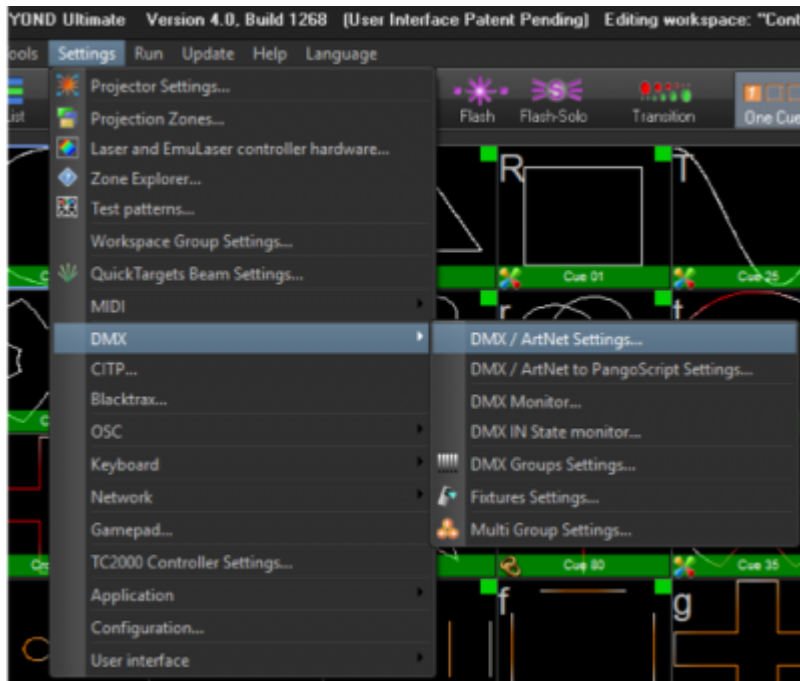 YOND Ultimate Version 4.0, Build 1268 (User Interface Patent Pending) Editing workspace: "Cont
ools Settings Run Update Help Language
Projector Settings...
Projection Zones...
Laser and EmuLaser controller hardware...
Zone Explorer...
Test patterns...
Workspace Group Settings...
QuickTargets Beam Settings...
MIDI
DMX
CITP...
Blacktrax...
OSC
Keyboard
Network
Gamepad...
TC2000 Controller Settings...
Application
Configuration...
User interface
DMX / ArtNet Settings...
DMX / ArtNet to PangoScript Settings...
DMX Monitor...
DMX IN State monitor...
DMX Groups Settings...
Fixtures Settings...
Multi Group Settings...
ist Flash Flash-Solo Transition One Cue
R T
Cue 01 Cue 25
r t
Cro Cue 80 Cue 35
f g